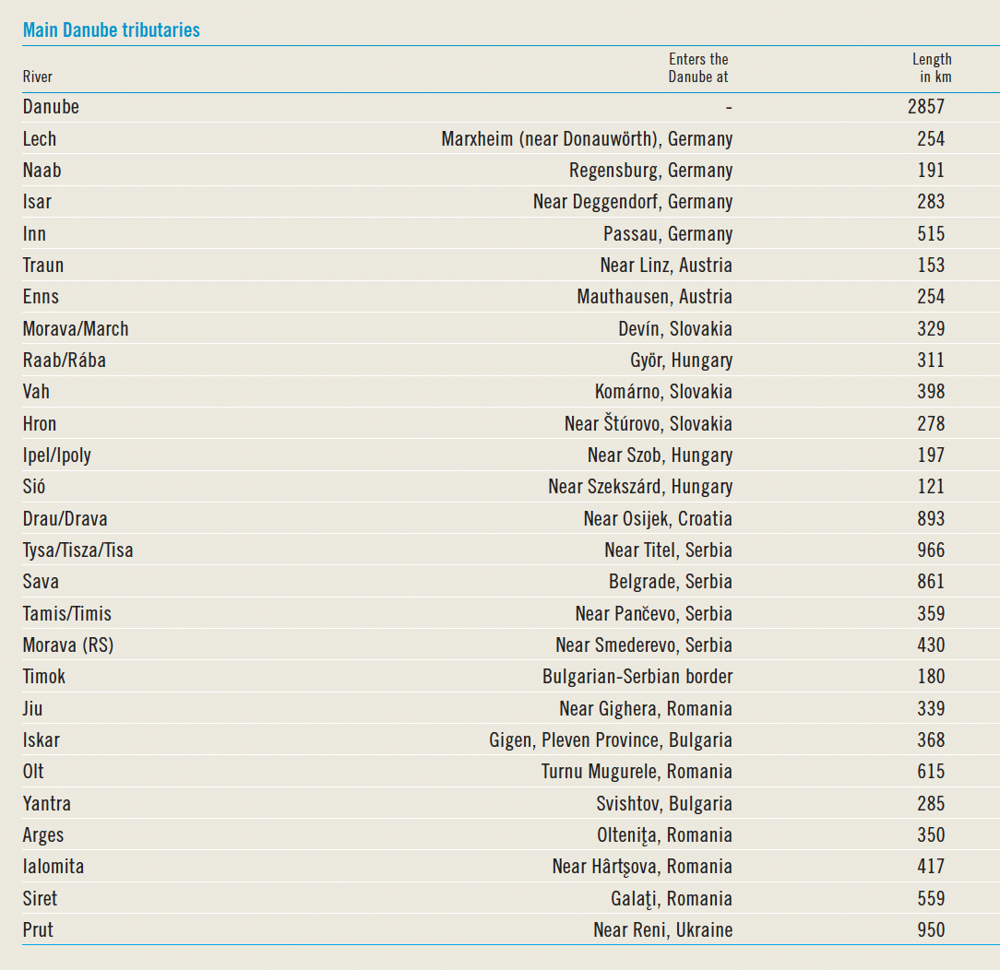 Main Danube tributaries
River Enters the Danube at Length in km
Danube - 2857
Lech Marxheim (near Donauwörth), Germany 254
Naab Regensburg, Germany 191
Isar Near Deggendorf, Germany 283
Inn Passau, Germany 515
Traun Near Linz, Austria 153
Enns Mauthausen, Austria 254
Morava/March Devín, Slovakia 329
Raab/Rába Györ, Hungary 311
Vah Komárno, Slovakia 398
Hron Near Štúrovo, Slovakia 278
Ipel/Ipoly Near Szob, Hungary 197
Sió Near Szekszárd, Hungary 121
Drau/Drava Near Osijek, Croatia 893
Tysa/Tisza/Tisa Near Titel, Serbia 966
Sava Belgrade, Serbia 861
Tamis/Timis Near Pančevo, Serbia 359
Morava (RS) Near Smederevo, Serbia 430
Timok Bulgarian-Serbian border 180
Jiu Near Gighera, Romania 339
Iskar Gigen, Pleven Province, Bulgaria 368
Olt Turnu Mugurele, Romania 615
Yantra Svishtov, Bulgaria 285
Arges Olteniţa, Romania 350
Ialomita Near Hârtşova, Romania 417
Siret Galaţi, Romania 559
Prut Near Reni, Ukraine 950